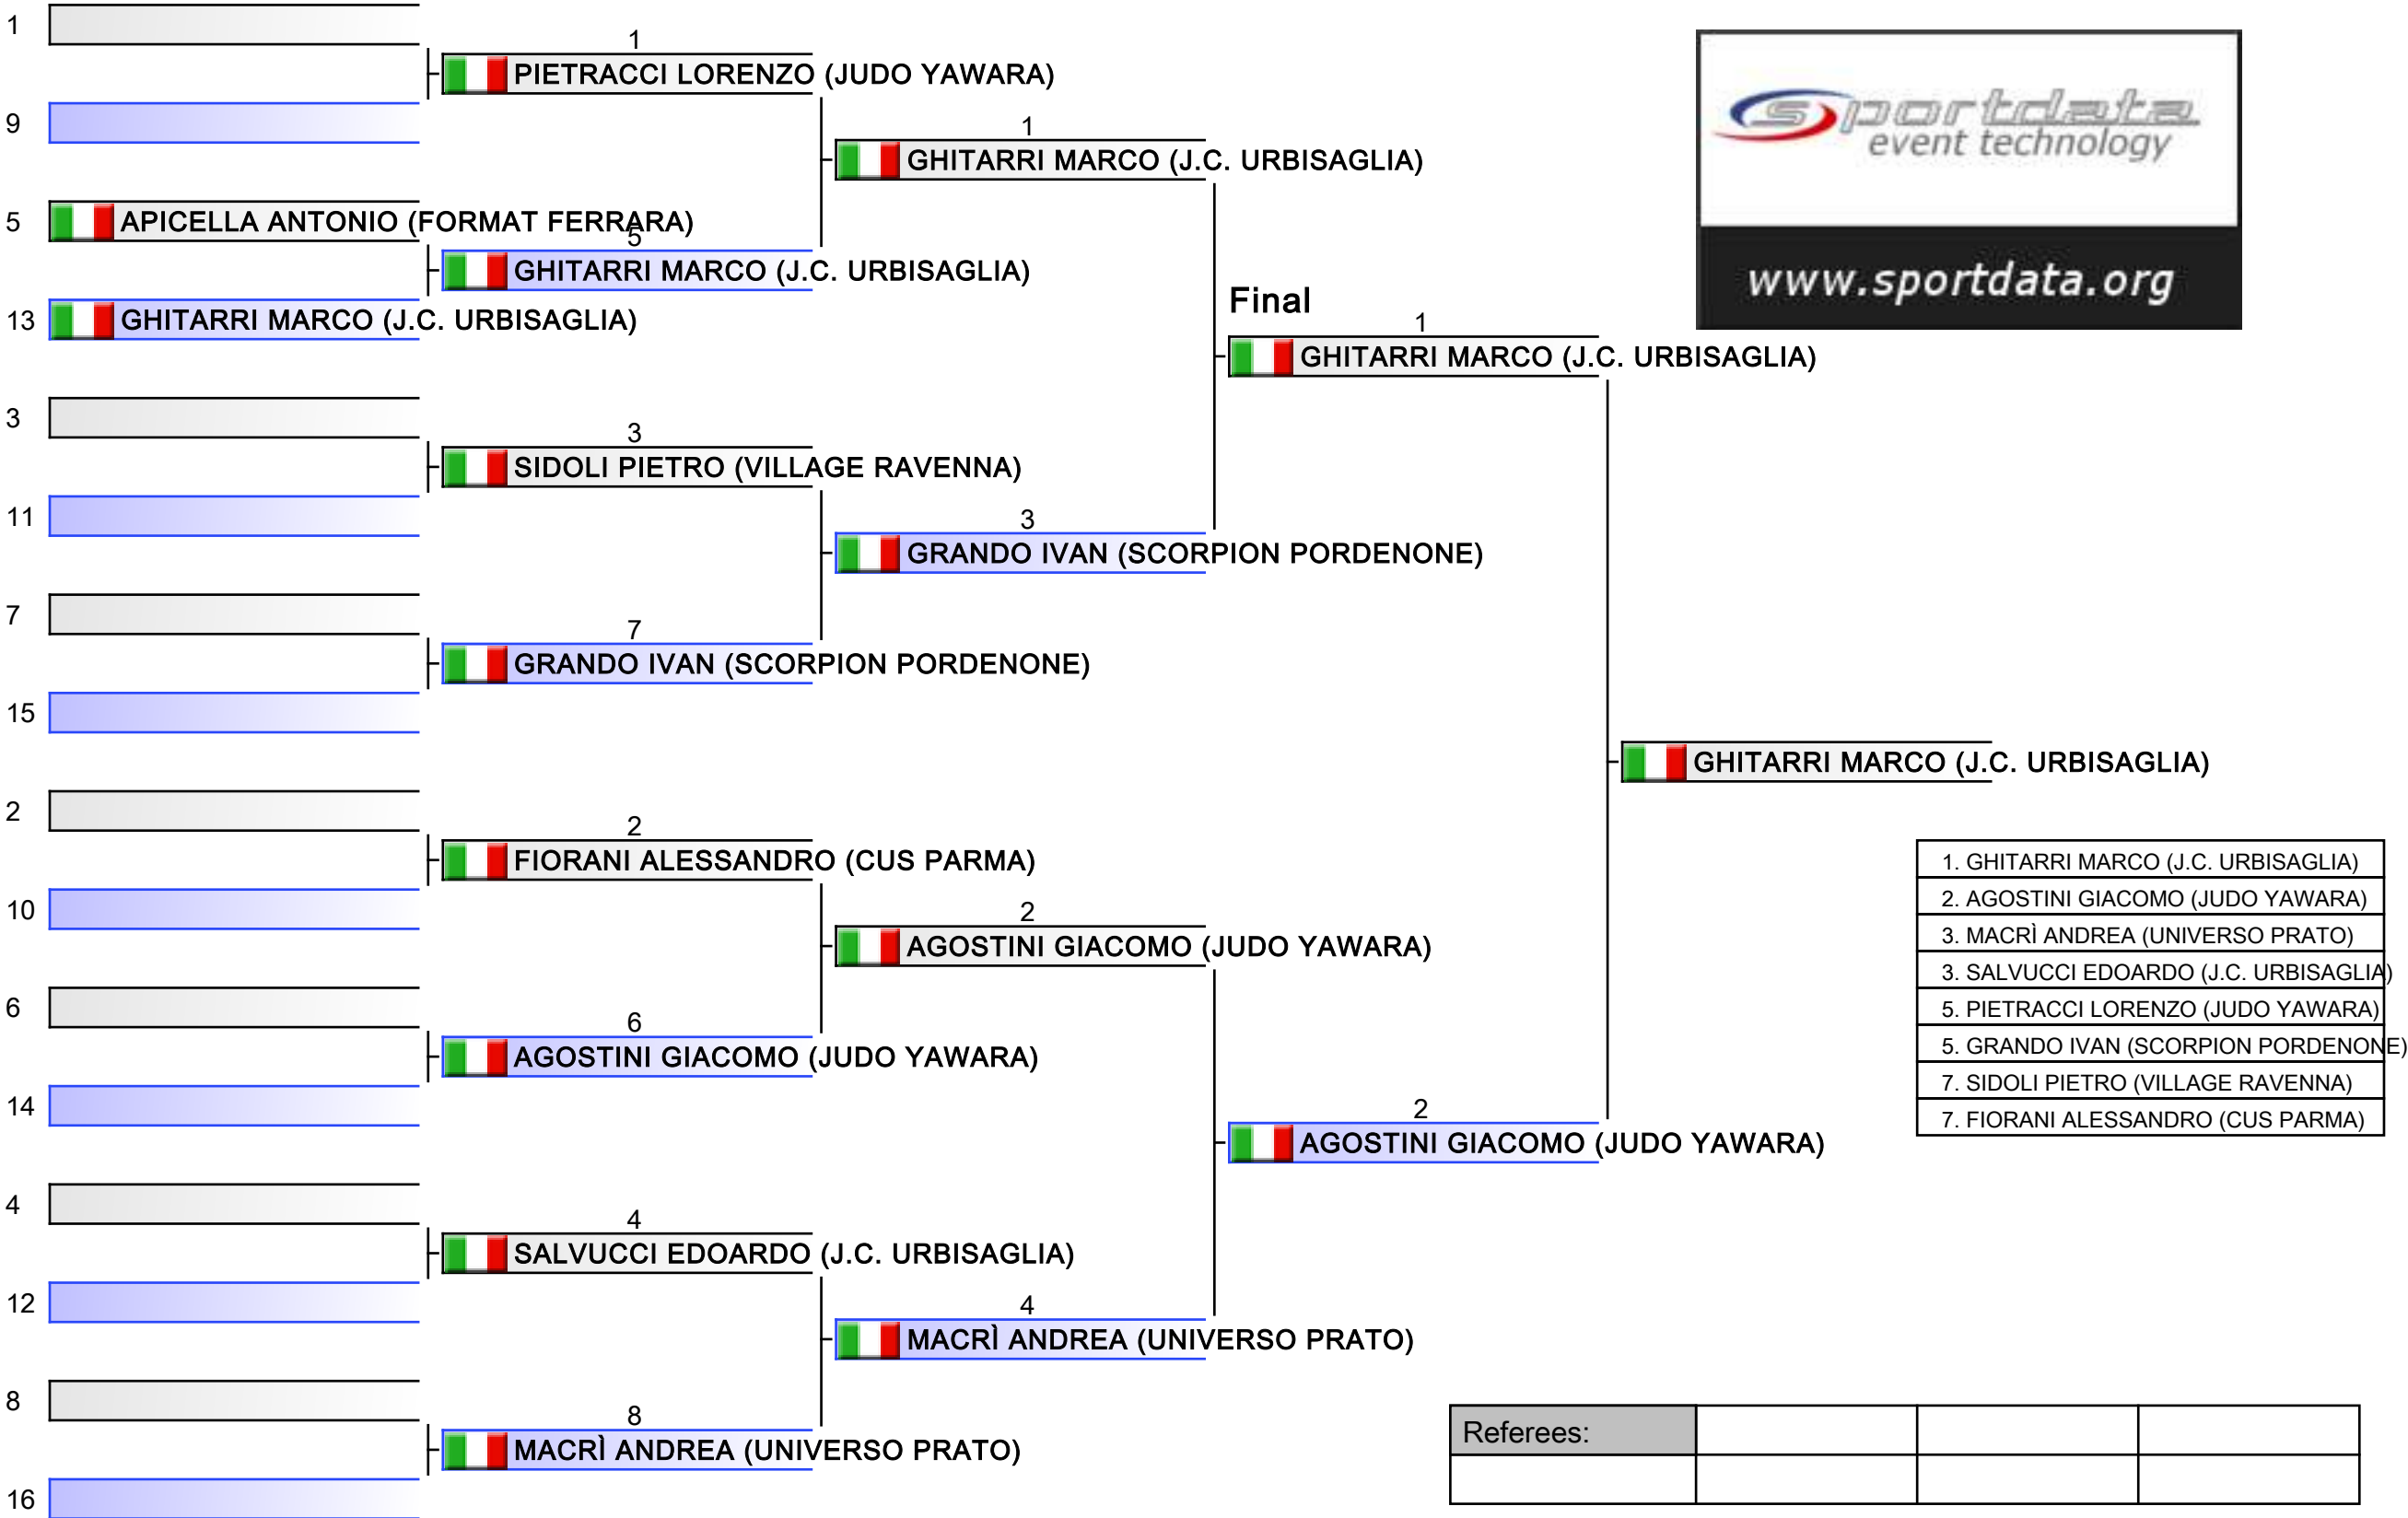 1
1
PIETRACCI LORENZO (JUDO YAWARA)
9
1
GHITARRI MARCO (J.C. URBISAGLIA)
5
APICELLA ANTONIO (FORMAT FERRARA)
5
GHITARRI MARCO (J.C. URBISAGLIA)
13
GHITARRI MARCO (J.C. URBISAGLIA)
sportdata
event technology
www.sportdata.org
Final
1
GHITARRI MARCO (J.C. URBISAGLIA)
3
3
SIDOLI PIETRO (VILLAGE RAVENNA)
11
3
GRANDO IVAN (SCORPION PORDENONE)
7
7
GRANDO IVAN (SCORPION PORDENONE)
15
GHITARRI MARCO (J.C. URBISAGLIA)
2
2
FIORANI ALESSANDRO (CUS PARMA)
10
2
AGOSTINI GIACOMO (JUDO YAWARA)
6
6
AGOSTINI GIACOMO (JUDO YAWARA)
14
2
AGOSTINI GIACOMO (JUDO YAWARA)
1. GHITARRI MARCO (J.C. URBISAGLIA)
2. AGOSTINI GIACOMO (JUDO YAWARA)
3. MACRÌ ANDREA (UNIVERSO PRATO)
3. SALVUCCI EDOARDO (J.C. URBISAGLIA)
5. PIETRACCI LORENZO (JUDO YAWARA)
5. GRANDO IVAN (SCORPION PORDENONE)
7. SIDOLI PIETRO (VILLAGE RAVENNA)
7. FIORANI ALESSANDRO (CUS PARMA)
4
4
SALVUCCI EDOARDO (J.C. URBISAGLIA)
12
4
MACRÌ ANDREA (UNIVERSO PRATO)
8
8
MACRÌ ANDREA (UNIVERSO PRATO)
16
Referees: